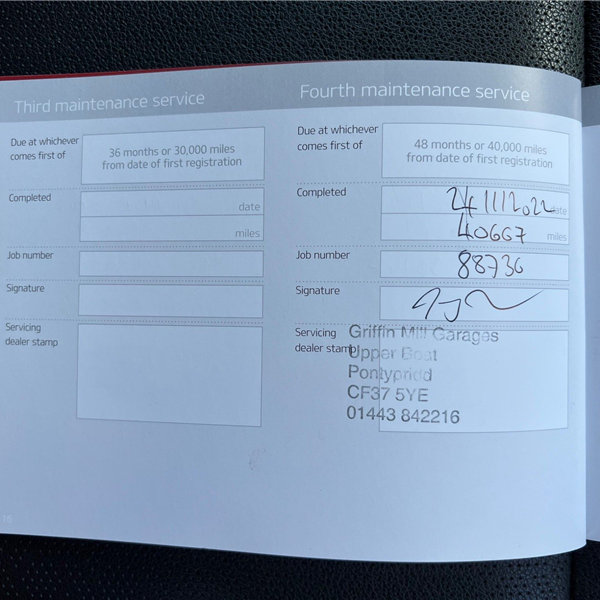 Third maintenance service
Due at whichever
comes first of
36 months or 30,000 miles
from date of first registration
Completed
date
miles
Job number
Signature
Servicing
dealer stamp
Fourth maintenance service
Due at whichever
comes first of
48 months or 40,000 miles
from date of first registration
Completed
24/11/2022 date
40667 miles
Job number
88736
Signature
Servicing
dealer stamp
Griffin Mill Garages
Upper Boat
Pontypridd
CF37 5YE
01443 842216
16